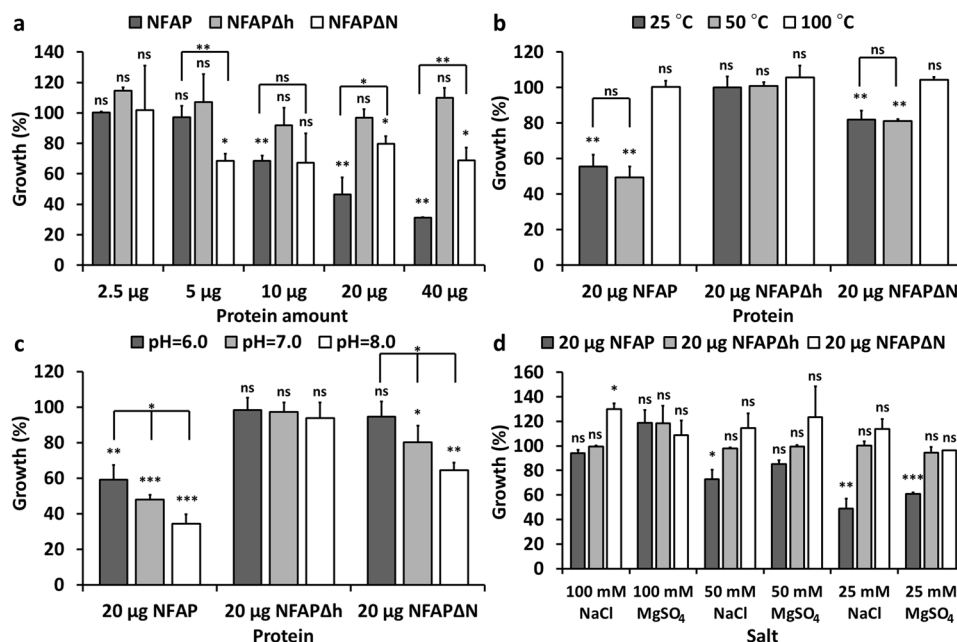 a
NFAP NFAPΔh NFAPΔN
Growth (%)
140
120
100
80
60
40
20
0
ns ns ns
ns ns *
**
** ns ns
ns
** ns *
*
** ns *
**
2.5 µg 5 µg 10 µg 20 µg 40 µg
Protein amount
b
25 °C 50 °C 100 °C
Growth (%)
120
100
80
60
40
20
0
** ** ns
ns
ns ns ns
** ** ns
ns
20 µg NFAP 20 µg NFAPΔh 20 µg NFAPΔN
Protein
c
pH=6.0 pH=7.0 pH=8.0
Growth (%)
120
100
80
60
40
20
0
** *** ***
*
ns ns ns
ns * **
*
20 µg NFAP 20 µg NFAPΔh 20 µg NFAPΔN
Protein
d
20 µg NFAP 20 µg NFAPΔh 20 µg NFAPΔN
Growth (%)
160
140
120
100
80
60
40
20
0
ns ns *
ns ns ns
* ns ns
ns ns ns
** ns ns
*** ns ns
100 mM 100 mM 50 mM 50 mM 25 mM 25 mM
NaCl MgSO₄ NaCl MgSO₄ NaCl MgSO₄
Salt